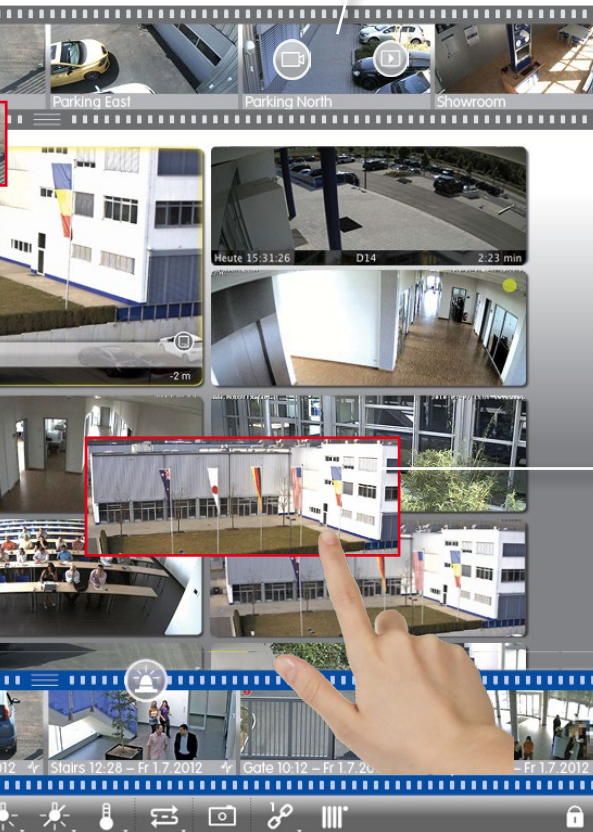 Parking East
Parking North
Showroom
Heute 15:31:26 D14 2:23 min
-2 m
012
Stairs 12:28 – Fr 1.7.2012
Gate 10:12 – Fr 1.7.20
– Fr 1.7.2012